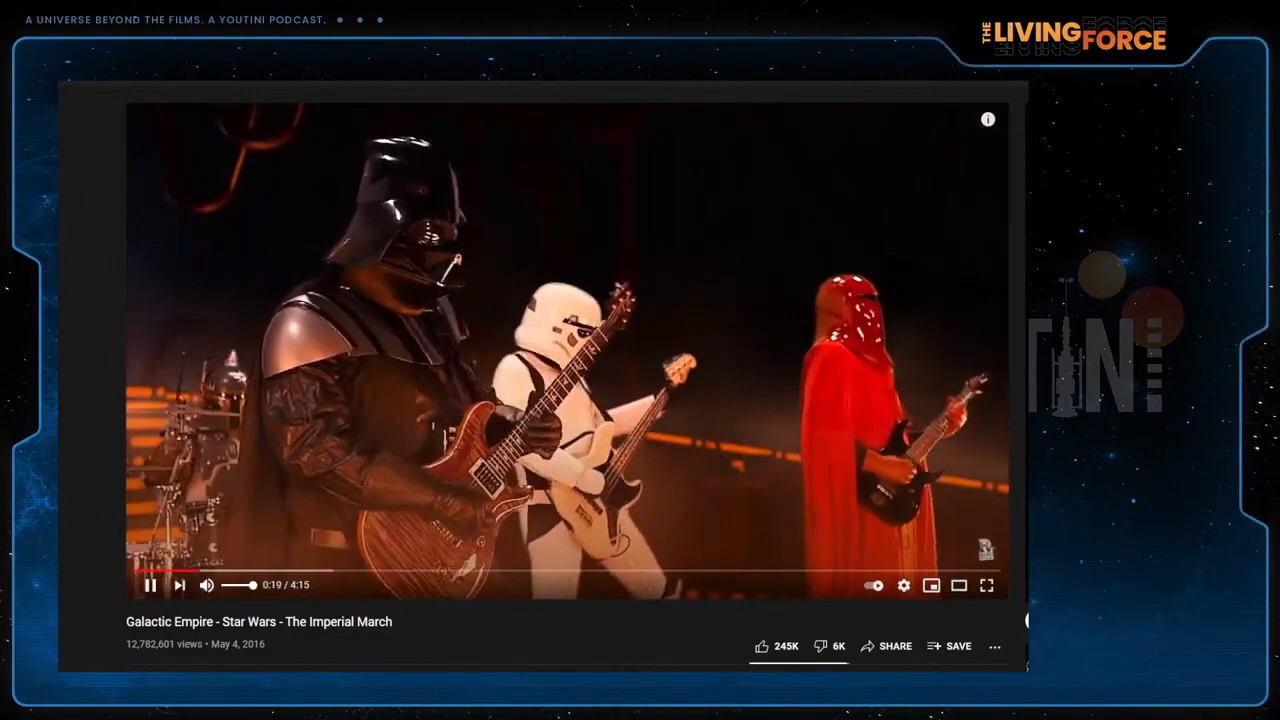 A UNIVERSE BEYOND THE FILMS. A YOUTINI PODCAST.
THE LIVING FORCE
TINI
0:19 / 4:15
Galactic Empire - Star Wars - The Imperial March
12,782,601 views • May 4, 2016
245K
6K
SHARE
SAVE